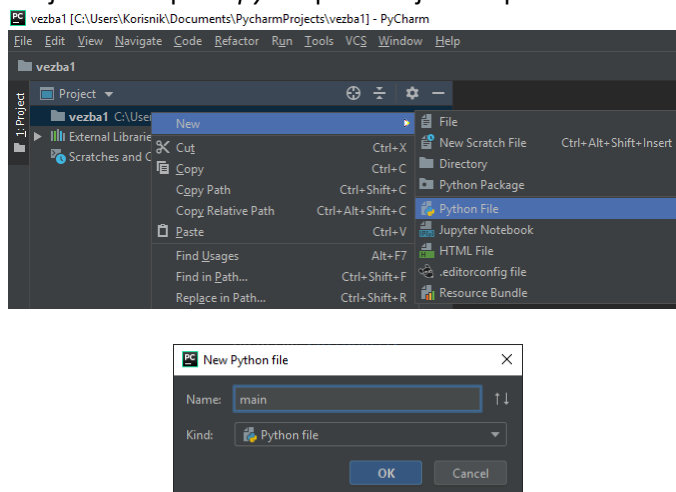 vezba1 [C:\Users\Korisnik\Documents\PycharmProjects\vezba1] - PyCharm
File Edit View Navigate Code Refactor Run Tools VCS Window Help
vezba1
1: Project
Project
vezba1 C:\Use
External Librarie
Scratches and C
New
Cut Ctrl+X
Copy Ctrl+C
Copy Path Ctrl+Shift+C
Copy Relative Path Ctrl+Alt+Shift+C
Paste Ctrl+V
Find Usages Alt+F7
Find in Path... Ctrl+Shift+F
Replace in Path... Ctrl+Shift+R
File
New Scratch File Ctrl+Alt+Shift+Insert
Directory
Python Package
Python File
Jupyter Notebook
HTML File
.editorconfig file
Resource Bundle
New Python file
Name: main
Kind: Python file
OK Cancel